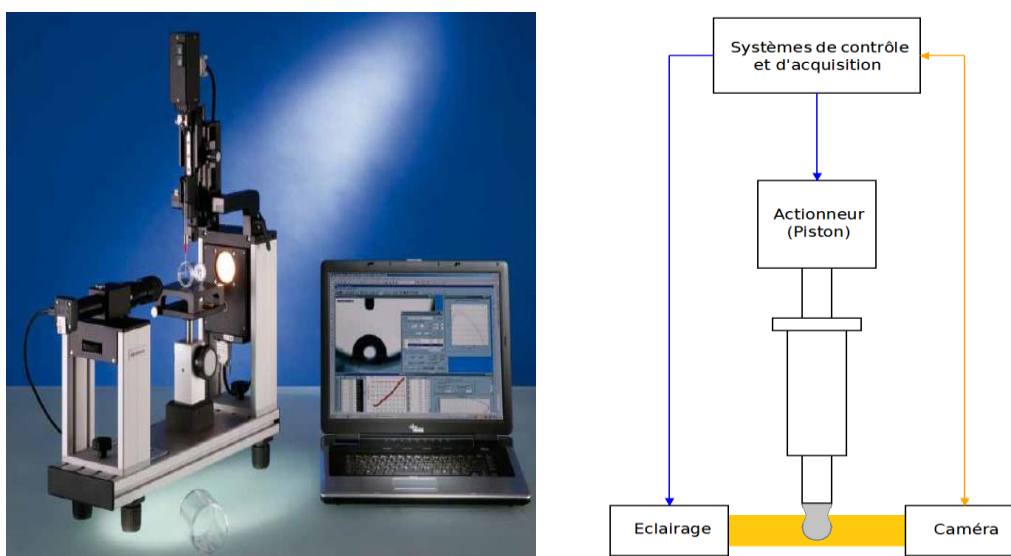 Systèmes de contrôle
et d'acquisition
Actionneur
(Piston)
Eclairage
Caméra